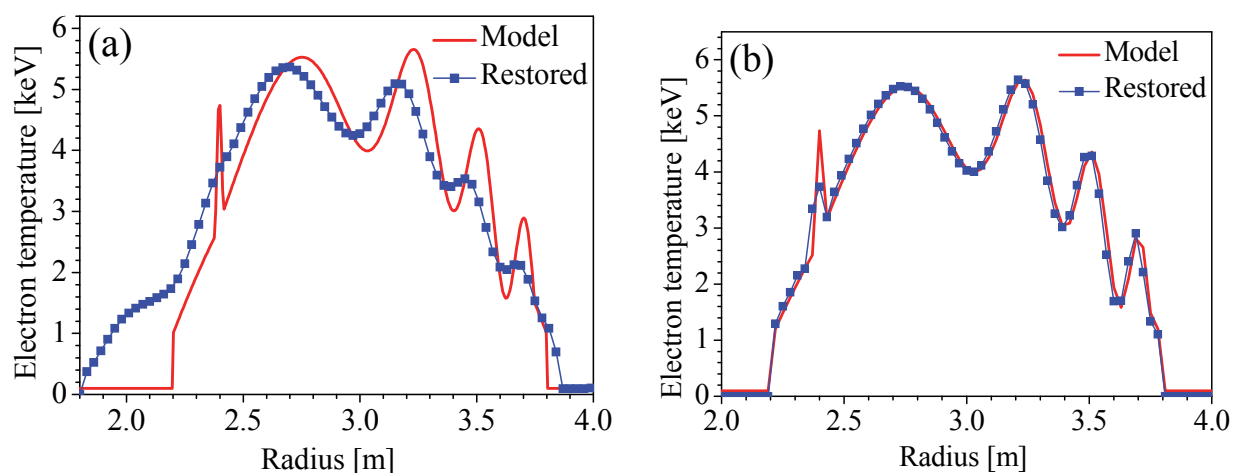 (a)
Model
Restored
Electron temperature [keV]
6
5
4
3
2
1
0
2.0 2.5 3.0 3.5 4.0
Radius [m]
(b)
Model
Restored
Electron temperature [keV]
6
5
4
3
2
1
0
2.0 2.5 3.0 3.5 4.0
Radius [m]